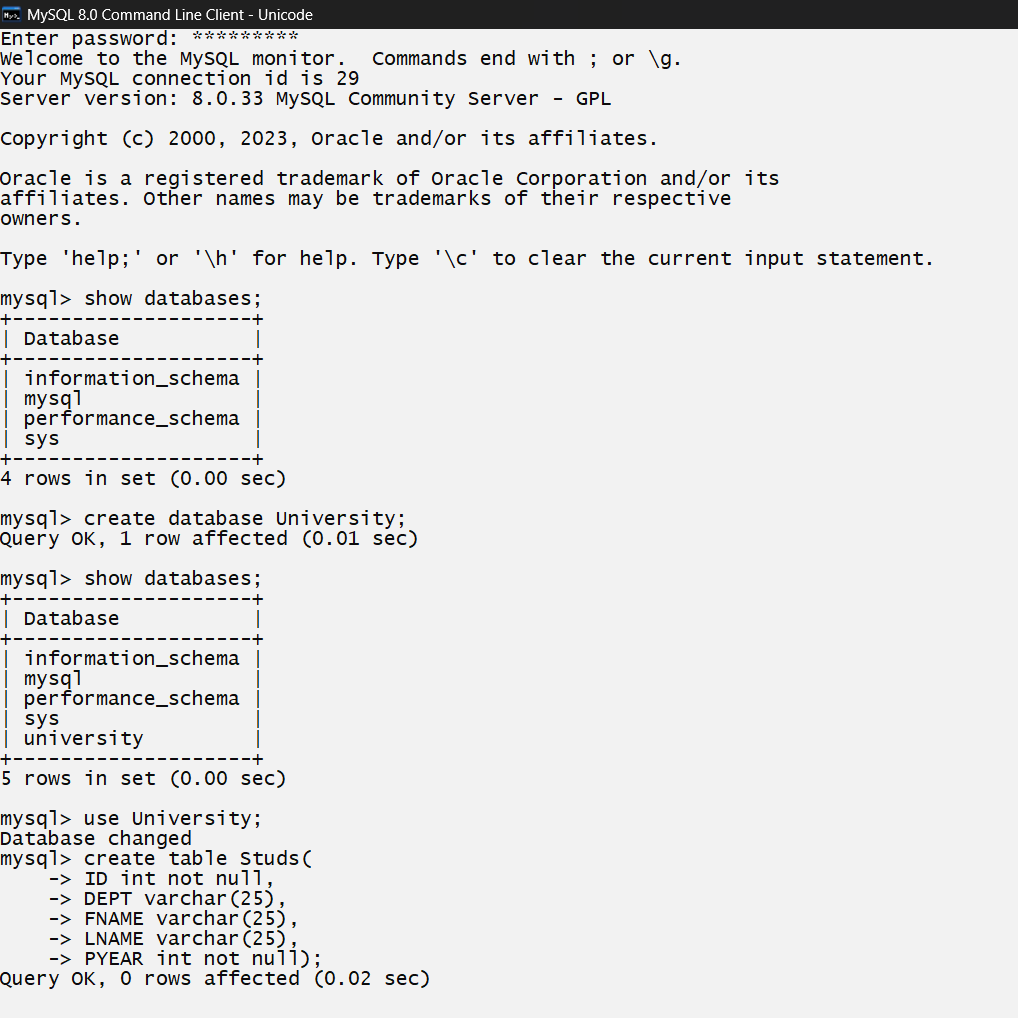 MySQL 8.0 Command Line Client - Unicode
Enter password: *********
Welcome to the MySQL monitor.  Commands end with ; or \g.
Your MySQL connection id is 29
Server version: 8.0.33 MySQL Community Server - GPL

Copyright (c) 2000, 2023, Oracle and/or its affiliates.

Oracle is a registered trademark of Oracle Corporation and/or its
affiliates. Other names may be trademarks of their respective
owners.

Type 'help;' or '\h' for help. Type '\c' to clear the current input statement.

mysql> show databases;
+--------------------+
| Database           |
+--------------------+
| information_schema |
| mysql              |
| performance_schema |
| sys                |
+--------------------+
4 rows in set (0.00 sec)

mysql> create database University;
Query OK, 1 row affected (0.01 sec)

mysql> show databases;
+--------------------+
| Database           |
+--------------------+
| information_schema |
| mysql              |
| performance_schema |
| sys                |
| university         |
+--------------------+
5 rows in set (0.00 sec)

mysql> use University;
Database changed
mysql> create table Studs(
    -> ID int not null,
    -> DEPT varchar(25),
    -> FNAME varchar(25),
    -> LNAME varchar(25),
    -> PYEAR int not null);
Query OK, 0 rows affected (0.02 sec)